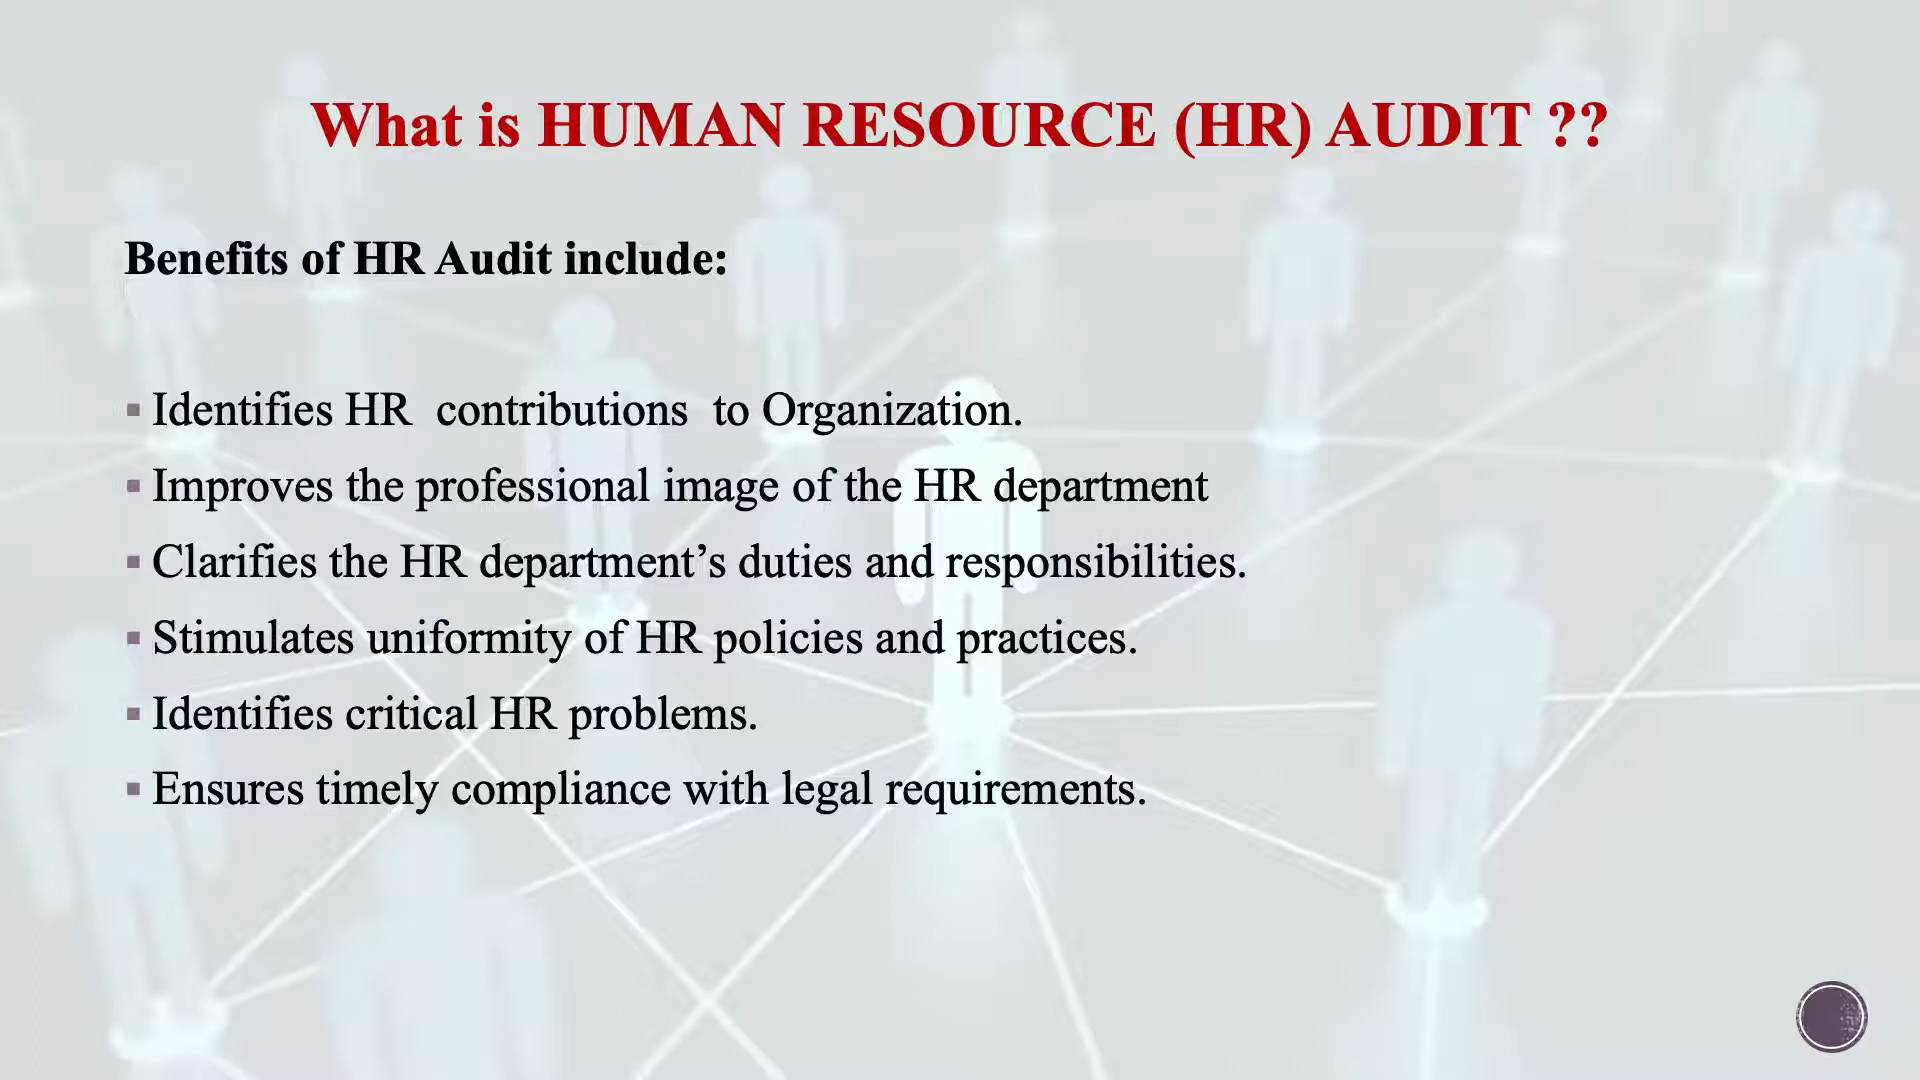 What is HUMAN RESOURCE (HR) AUDIT ??
Benefits of HR Audit include:
▪ Identifies HR  contributions  to Organization.
▪ Improves the professional image of the HR department
▪ Clarifies the HR department’s duties and responsibilities.
▪ Stimulates uniformity of HR policies and practices.
▪ Identifies critical HR problems.
▪ Ensures timely compliance with legal requirements.